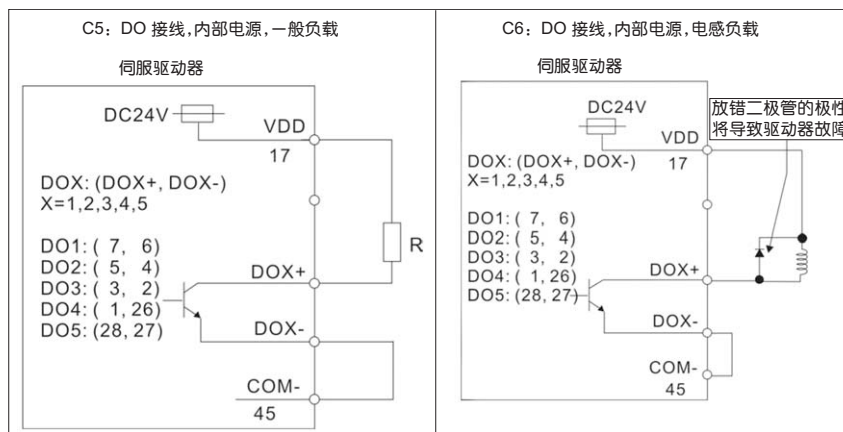 C5：DO 接线,内部电源,一般负载
伺服驱动器
DC24V
VDD
17
DOX: (DOX+, DOX-)
X=1,2,3,4,5
DO1: ( 7, 6)
DO2: ( 5, 4)
DO3: ( 3, 2)
DO4: ( 1,26)
DO5: (28, 27)
DOX+
R
DOX-
COM-
45
C6：DO 接线,内部电源,电感负载
伺服驱动器
DC24V
放错二极管的极性
将导致驱动器故障
VDD
17
DOX: (DOX+, DOX-)
X=1,2,3,4,5
DO1: ( 7, 6)
DO2: ( 5, 4)
DO3: ( 3, 2)
DO4: ( 1,26)
DO5: (28, 27)
DOX+
DOX-
COM-
45